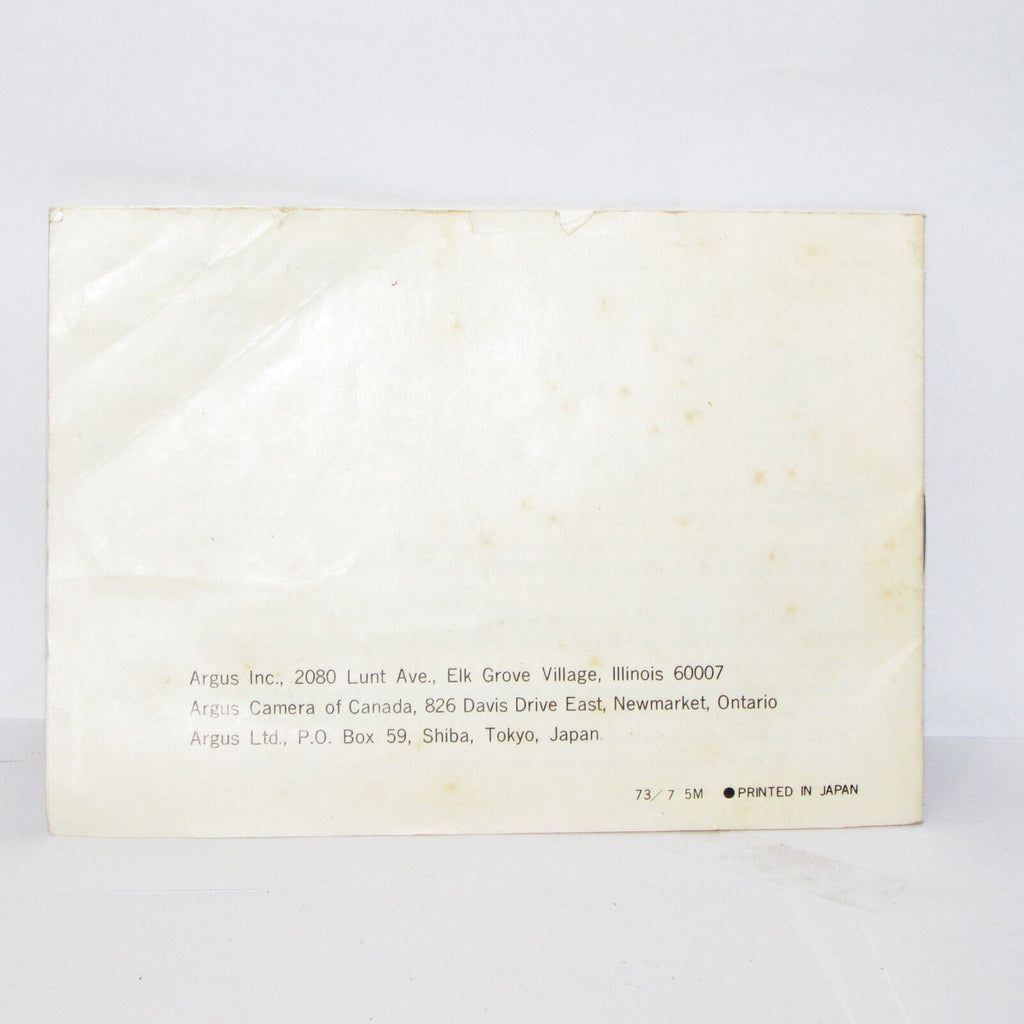 Argus Inc., 2080 Lunt Ave., Elk Grove Village, Illinois 60007
Argus Camera of Canada, 826 Davis Drive East, Newmarket, Ontario
Argus Ltd., P.O. Box 59, Shiba, Tokyo, Japan.
73/7 5M ●PRINTED IN JAPAN